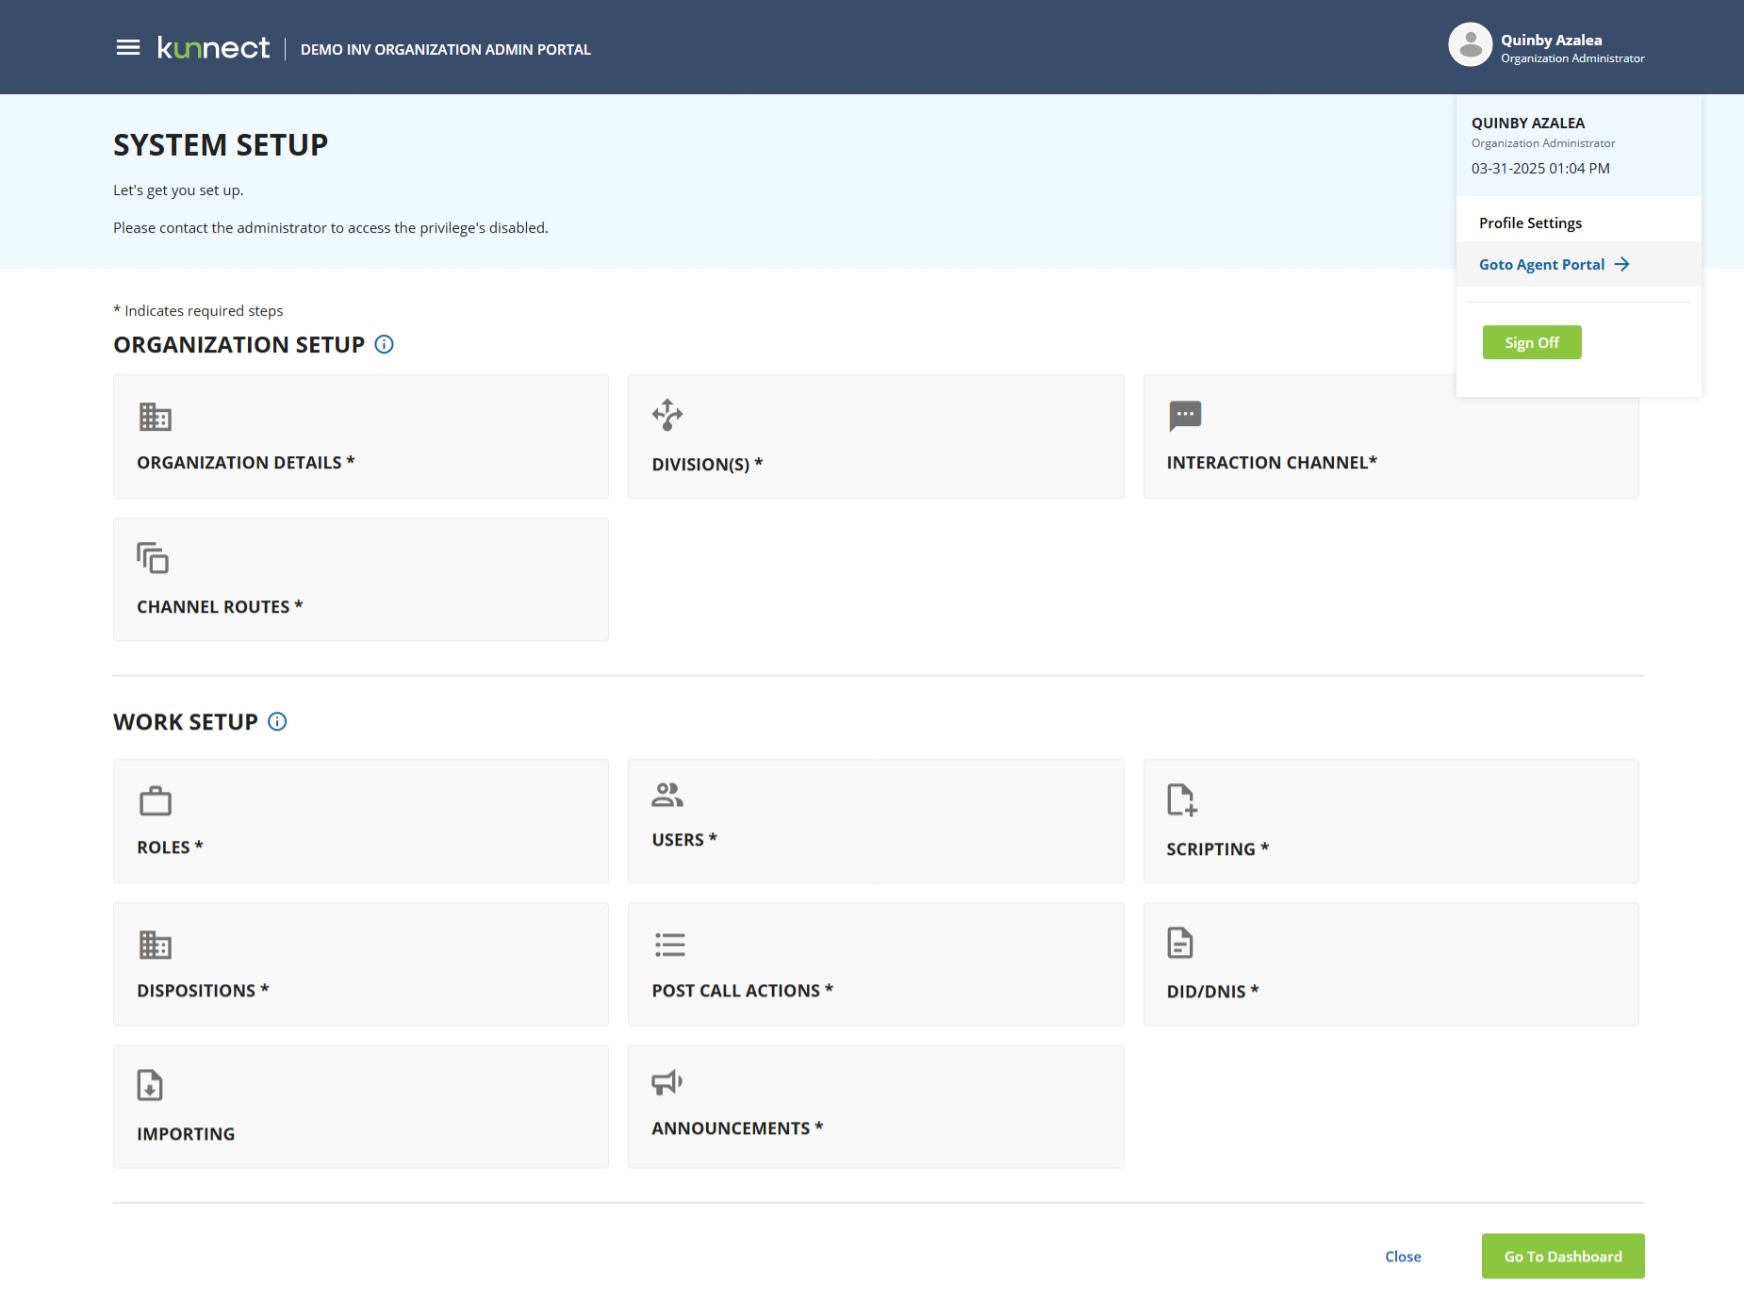 kunnect
DEMO INV ORGANIZATION ADMIN PORTAL
Quinby Azalea
Organization Administrator
QUINBY AZALEA
Organization Administrator
03-31-2025 01:04 PM
Profile Settings
Goto Agent Portal
Sign Off
SYSTEM SETUP
Let's get you set up.
Please contact the administrator to access the privilege's disabled.
* Indicates required steps
ORGANIZATION SETUP
ORGANIZATION DETAILS *
DIVISION(S) *
INTERACTION CHANNEL*
CHANNEL ROUTES *
WORK SETUP
ROLES *
USERS *
SCRIPTING *
DISPOSITIONS *
POST CALL ACTIONS *
DID/DNIS *
IMPORTING
ANNOUNCEMENTS *
Close
Go To Dashboard